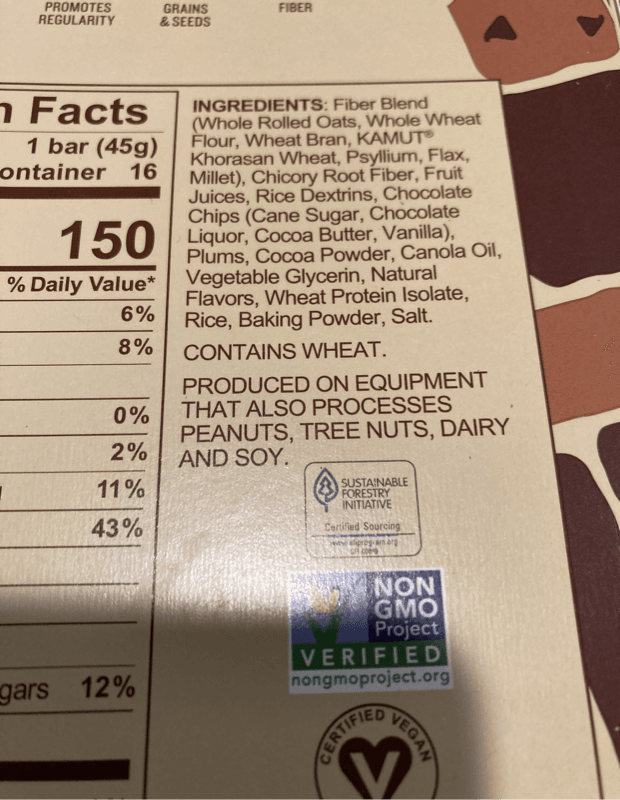 PROMOTES
REGULARITY
GRAINS
& SEEDS
FIBER
n Facts
1 bar (45g)
ontainer 16
150
% Daily Value*
6%
8%
0%
2%
11%
43%
gars 12%
INGREDIENTS: Fiber Blend
(Whole Rolled Oats, Whole Wheat
Flour, Wheat Bran, KAMUT®
Khorasan Wheat, Psyllium, Flax,
Millet), Chicory Root Fiber, Fruit
Juices, Rice Dextrins, Chocolate
Chips (Cane Sugar, Chocolate
Liquor, Cocoa Butter, Vanilla),
Plums, Cocoa Powder, Canola Oil,
Vegetable Glycerin, Natural
Flavors, Wheat Protein Isolate,
Rice, Baking Powder, Salt.
CONTAINS WHEAT.
PRODUCED ON EQUIPMENT
THAT ALSO PROCESSES
PEANUTS, TREE NUTS, DAIRY
AND SOY.
SUSTAINABLE
FORESTRY
INITIATIVE
Certified Sourcing
NON
GMO
Project
VERIFIED
nongmoproject.org
CERTIFIED VEGAN
V